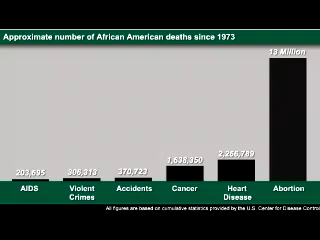 Approximate number of African American deaths since 1973
13 Million
2,266,789
1,638,350
370,723
306,313
203,695
AIDS
Violent
Crimes
Accidents
Cancer
Heart
Disease
Abortion
All figures are based on cumulative statistics provided by the U.S. Center for Disease Control